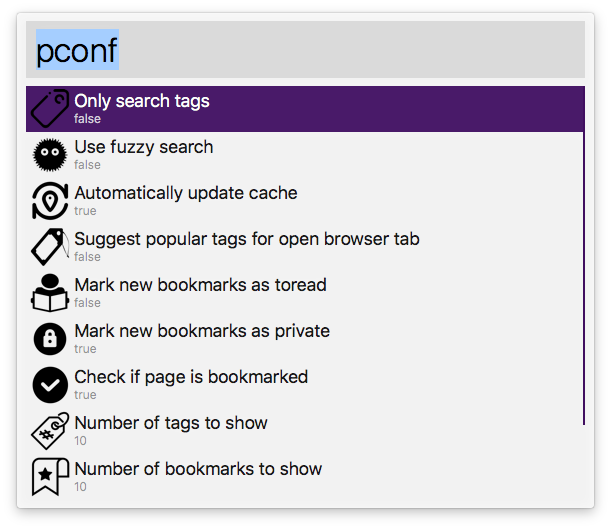 pconf
Only search tags
false
Use fuzzy search
false
Automatically update cache
true
Suggest popular tags for open browser tab
false
Mark new bookmarks as toread
false
Mark new bookmarks as private
true
Check if page is bookmarked
true
Number of tags to show
10
Number of bookmarks to show
10